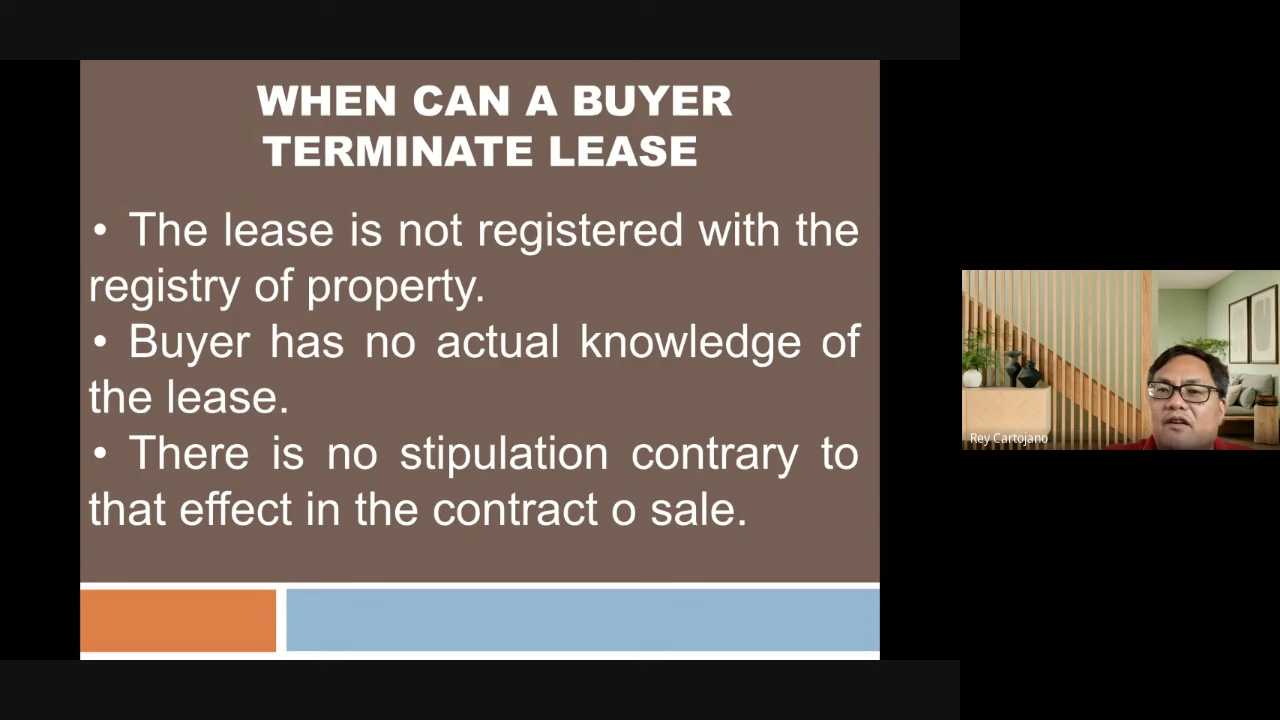 WHEN CAN A BUYER
TERMINATE LEASE
• The lease is not registered with the
registry of property.
• Buyer has no actual knowledge of
the lease.
• There is no stipulation contrary to
that effect in the contract o sale.
Rey Cartojano